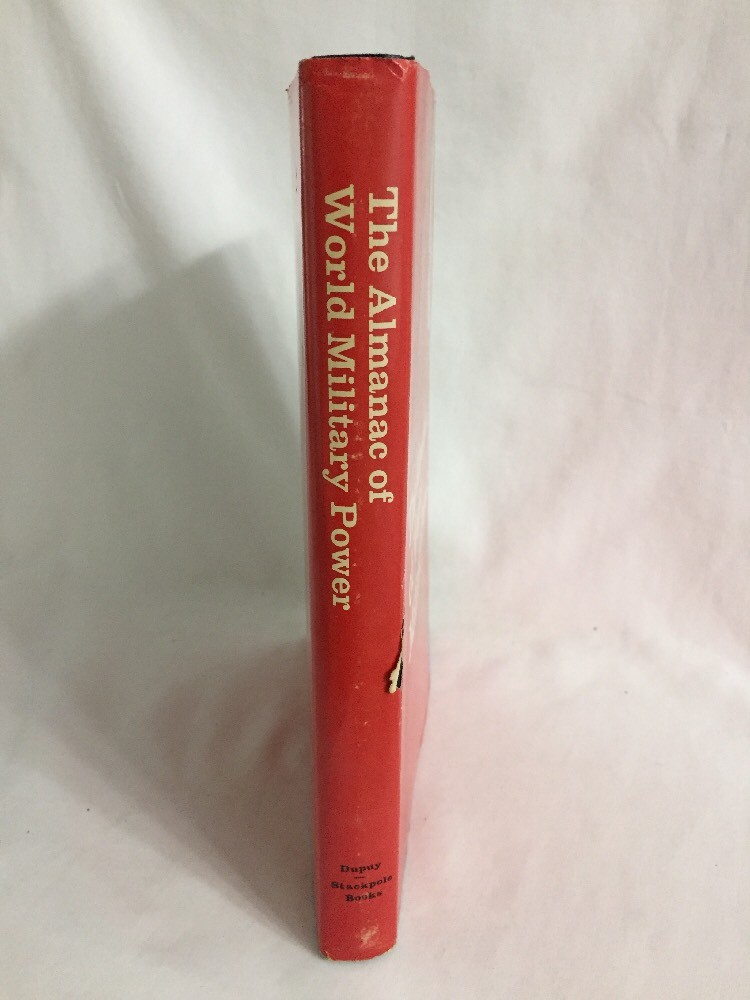 The Almanac of
World Military Power
Dupuy
—
Stackpole
Books